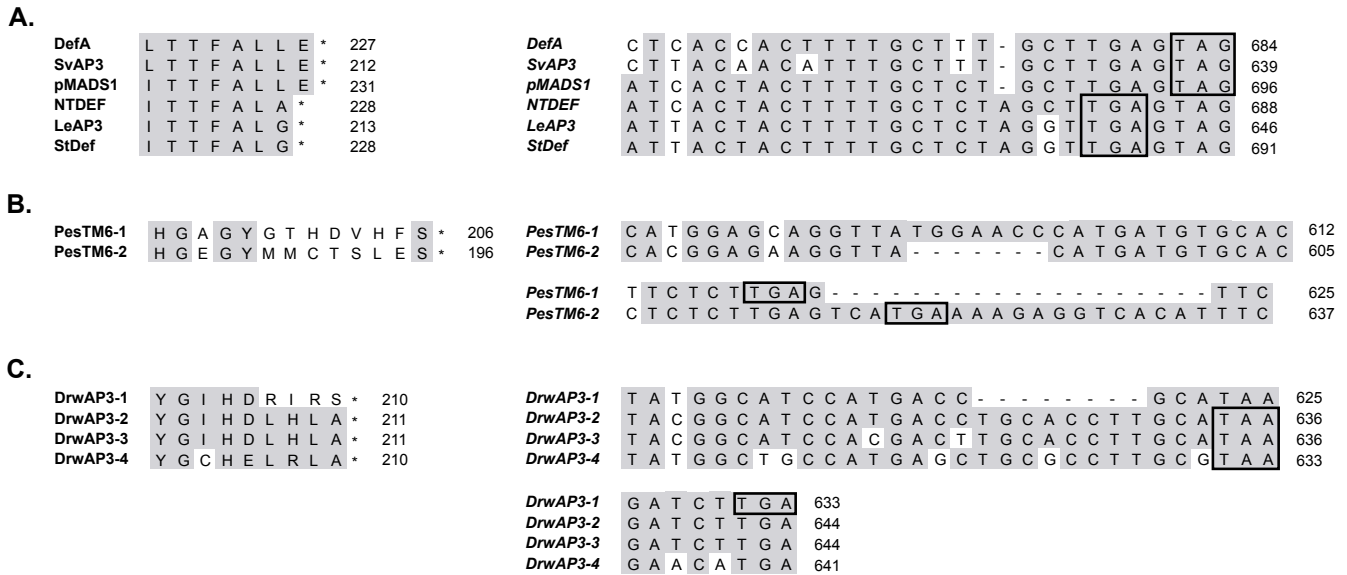 A.
DefA L T T F A L L E * 227
SvAP3 L T T F A L L E * 212
pMADS1 I T T F A L L E * 231
NTDEF I T T F A L A * 228
LeAP3 I T T F A L G * 213
StDef I T T F A L G * 228
DefA C T C A C C A C T T T T G C T T T - G C T T G A G T A G 684
SvAP3 C T T A C A A C A T T T G C T T T - G C T T G A G T A G 639
pMADS1 A T C A C T A C T T T T G C T C T - G C T T G A G T A G 696
NTDEF A T C A C T A C T T T T G C T C T A G C T T G A G T A G 688
LeAP3 A T T A C T A C T T T T G C T C T A G G T T G A G T A G 646
StDef A T T A C T A C T T T T G C T C T A G G T T G A G T A G 691
B.
PesTM6-1 H G A G Y G T H D V H F S * 206
PesTM6-2 H G E G Y M M C T S L E S * 196
PesTM6-1 C A T G G A G C A G G T T A T G G A A C C C A T G A T G T G C A C 612
PesTM6-2 C A C G G A G A A G G T T A - - - - - - - C A T G A T G T G C A C 605
PesTM6-1 T T C T C T T G A G - - - - - - - - - - - - - - - - - - - T T C 625
PesTM6-2 C T C T C T T G A G T C A T G A A A A G A G G T C A C A T T T C 637
C.
DrwAP3-1 Y G I H D R I R S * 210
DrwAP3-2 Y G I H D L H L A * 211
DrwAP3-3 Y G I H D L H L A * 211
DrwAP3-4 Y G C H E L R L A * 210
DrwAP3-1 T A T G G C A T C C A T G A C C - - - - - - - - G C A T A A 625
DrwAP3-2 T A C G G C A T C C A T G A C C T G C A C C T T G C A T A A 636
DrwAP3-3 T A C G G C A T C C A C G A C T T G C A C C T T G C A T A A 636
DrwAP3-4 T A T G G C T G C C A T G A G C T G C G C C T T G C G T A A 633
DrwAP3-1 G A T C T T G A 633
DrwAP3-2 G A T C T T G A 644
DrwAP3-3 G A T C T T G A 644
DrwAP3-4 G A A C A T G A 641